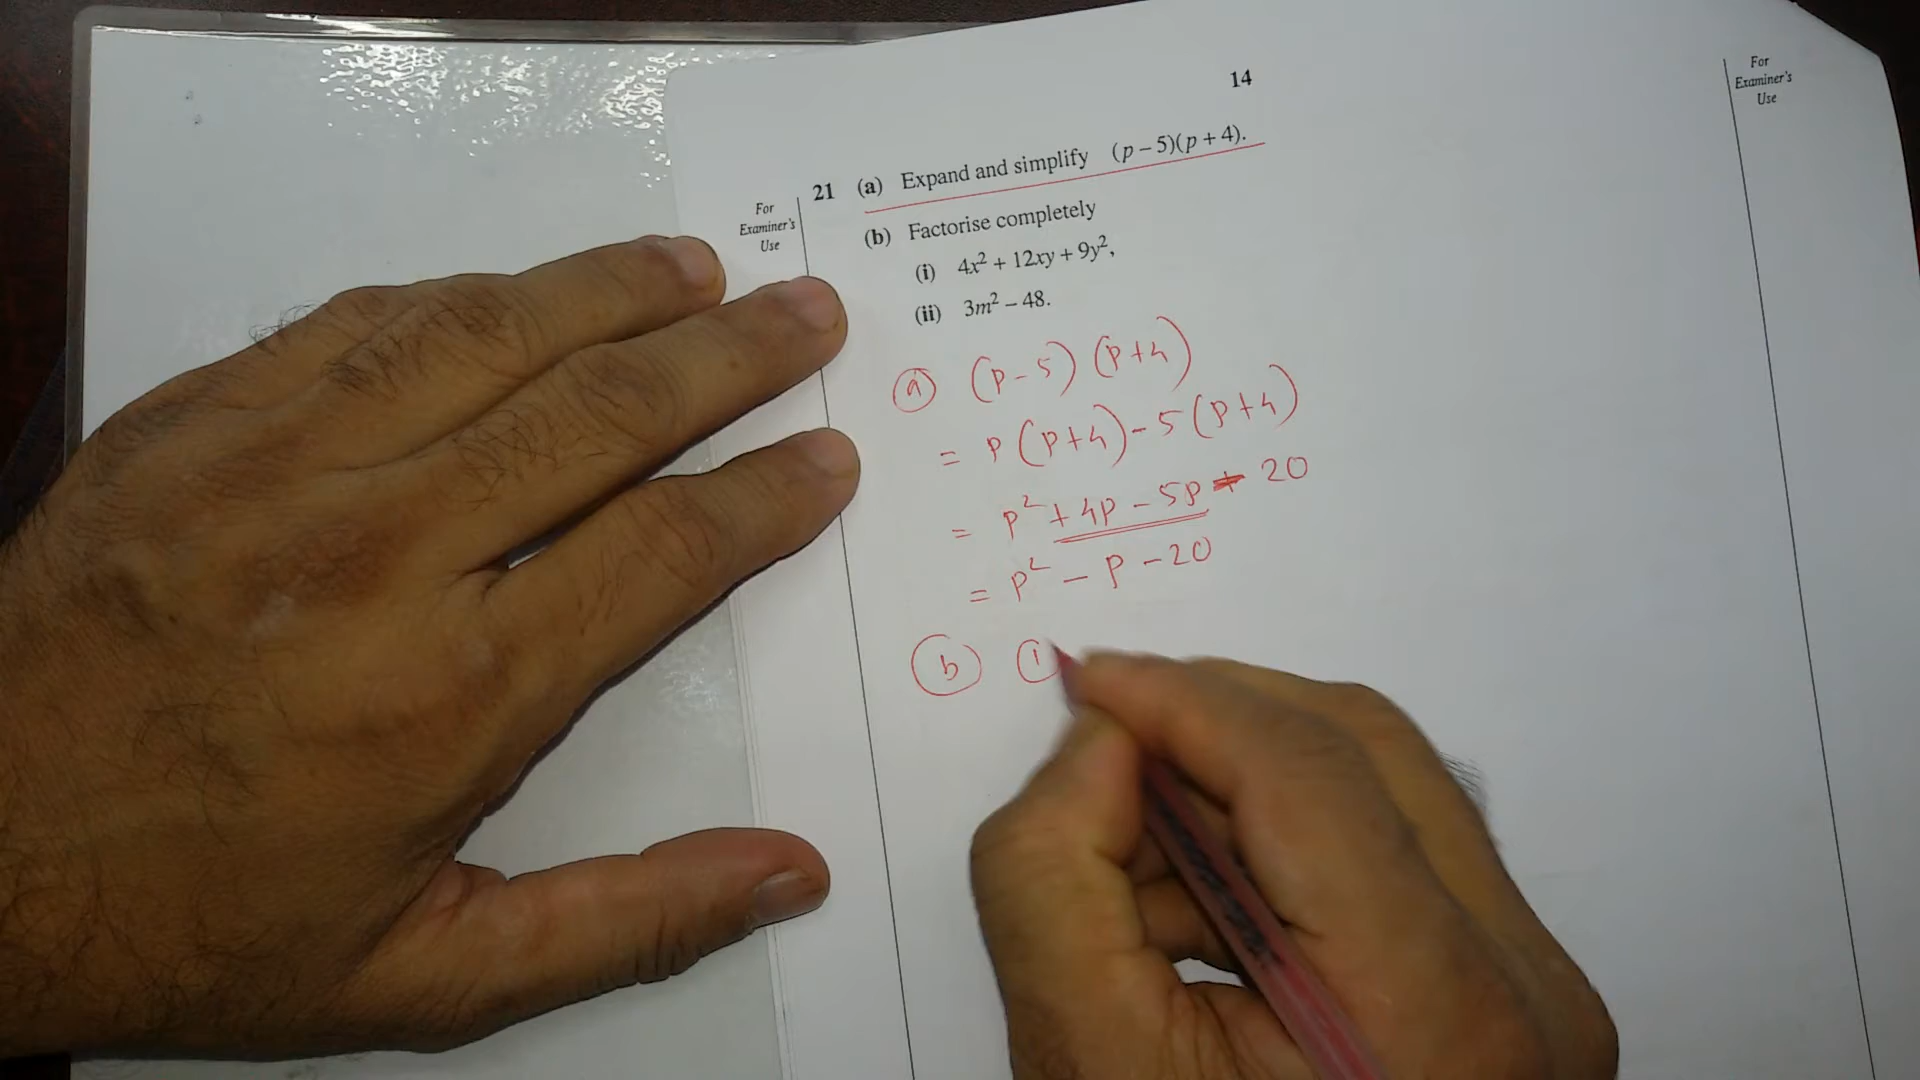 14
For
Examiner's
Use
For
Examiner's
Use
21 (a) Expand and simplify (p – 5)(p + 4).
(b) Factorise completely
(i) 4x² + 12xy + 9y²,
(ii) 3m² – 48.
(a) (p - 5) (p + 4)
= p (p + 4) - 5 (p + 4)
= p² + 4p - 5p - 20
= p² - p - 20
(b) (i)